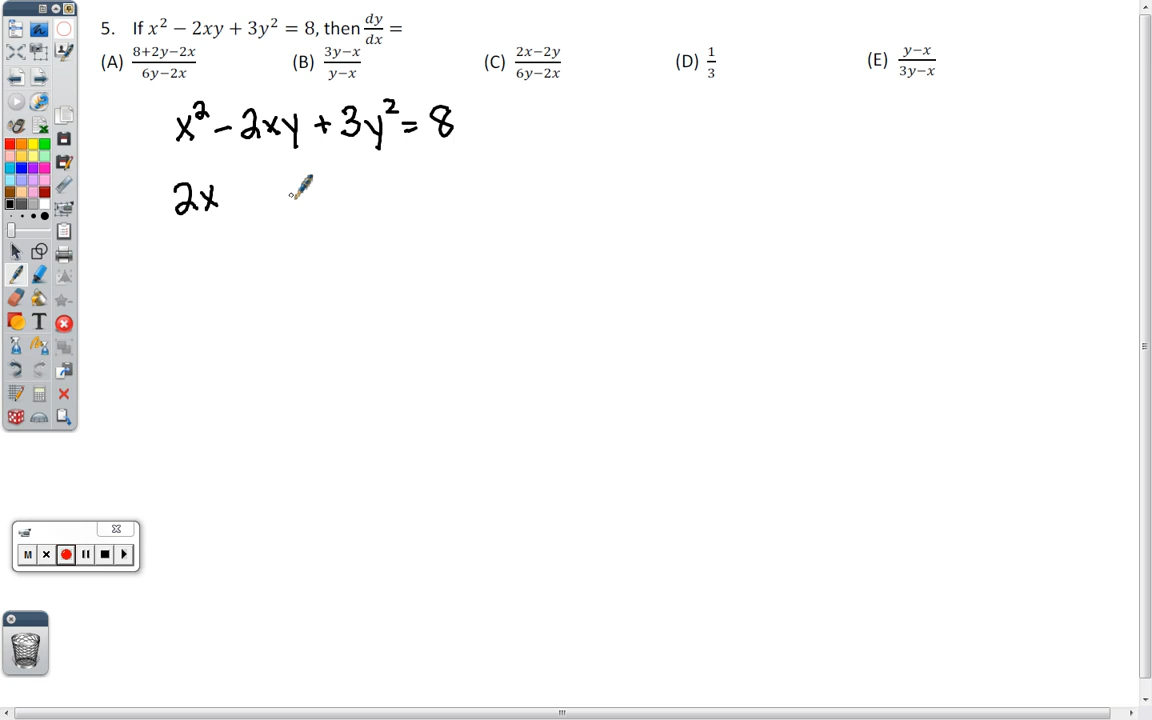 5. If x² − 2xy + 3y² = 8, then dy/dx =
(A) (8+2y−2x)/(6y−2x) (B) (3y−x)/(y−x) (C) (2x−2y)/(6y−2x) (D) 1/3 (E) (y−x)/(3y−x)
x² − 2xy + 3y² = 8
2x
T
M